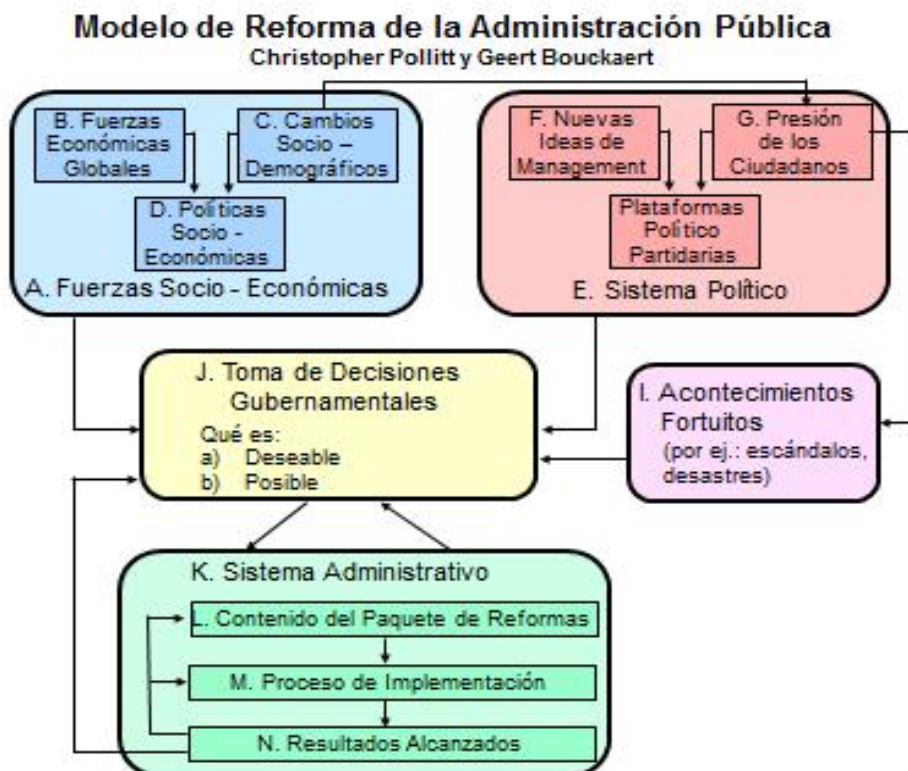 Modelo de Reforma de la Administración Pública
Christopher Pollitt y Geert Bouckaert
B. Fuerzas
Económicas
Globales
C. Cambios
Socio –
Demográficos
D. Políticas
Socio -
Económicas
A. Fuerzas Socio - Económicas
F. Nuevas
Ideas de
Management
G. Presión
de los
Ciudadanos
Plataformas
Político
Partidarias
E. Sistema Político
J. Toma de Decisiones
Gubernamentales
Qué es:
a) Deseable
b) Posible
I. Acontecimientos
Fortuitos
(por ej.: escándalos,
desastres)
K. Sistema Administrativo
L. Contenido del Paquete de Reformas
M. Proceso de Implementación
N. Resultados Alcanzados